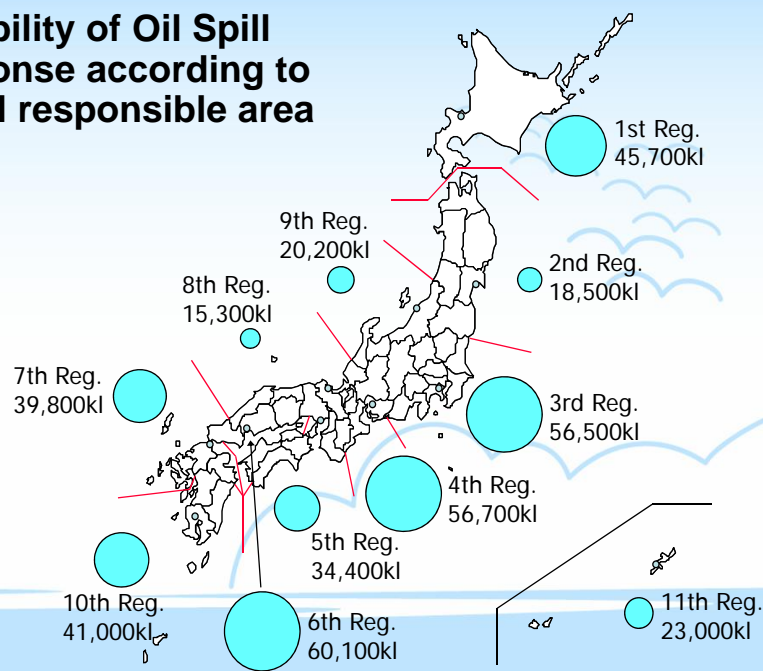 bility of Oil Spill
onse according to
l responsible area
1st Reg.
45,700kl
9th Reg.
20,200kl
2nd Reg.
18,500kl
8th Reg.
15,300kl
7th Reg.
39,800kl
3rd Reg.
56,500kl
4th Reg.
56,700kl
5th Reg.
34,400kl
10th Reg.
41,000kl
6th Reg.
60,100kl
11th Reg.
23,000kl